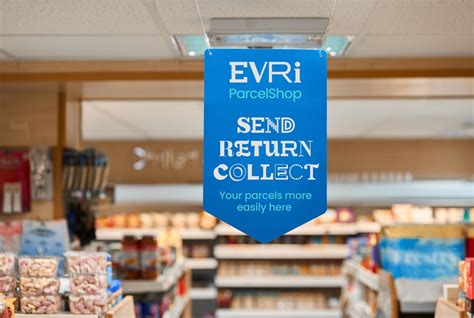 EVRi
ParcelShop
SEND
RETURN
COLLECT
Your parcels more
easily here